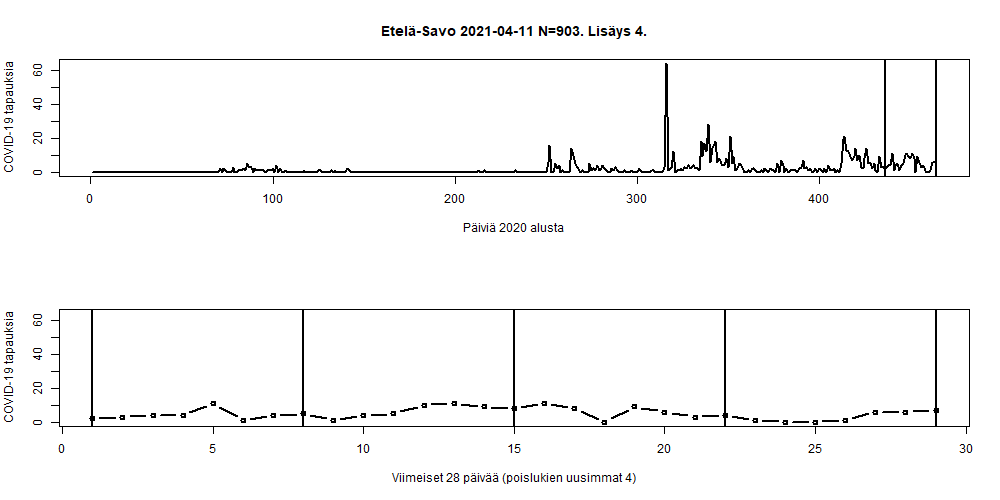 Etelä-Savo 2021-04-11 N=903. Lisäys 4.
COVID-19 tapauksia
60
40
20
0
0 100 200 300 400
Päiviä 2020 alusta
COVID-19 tapauksia
60
40
20
0
0 5 10 15 20 25 30
Viimeiset 28 päivää (poislukien uusimmat 4)